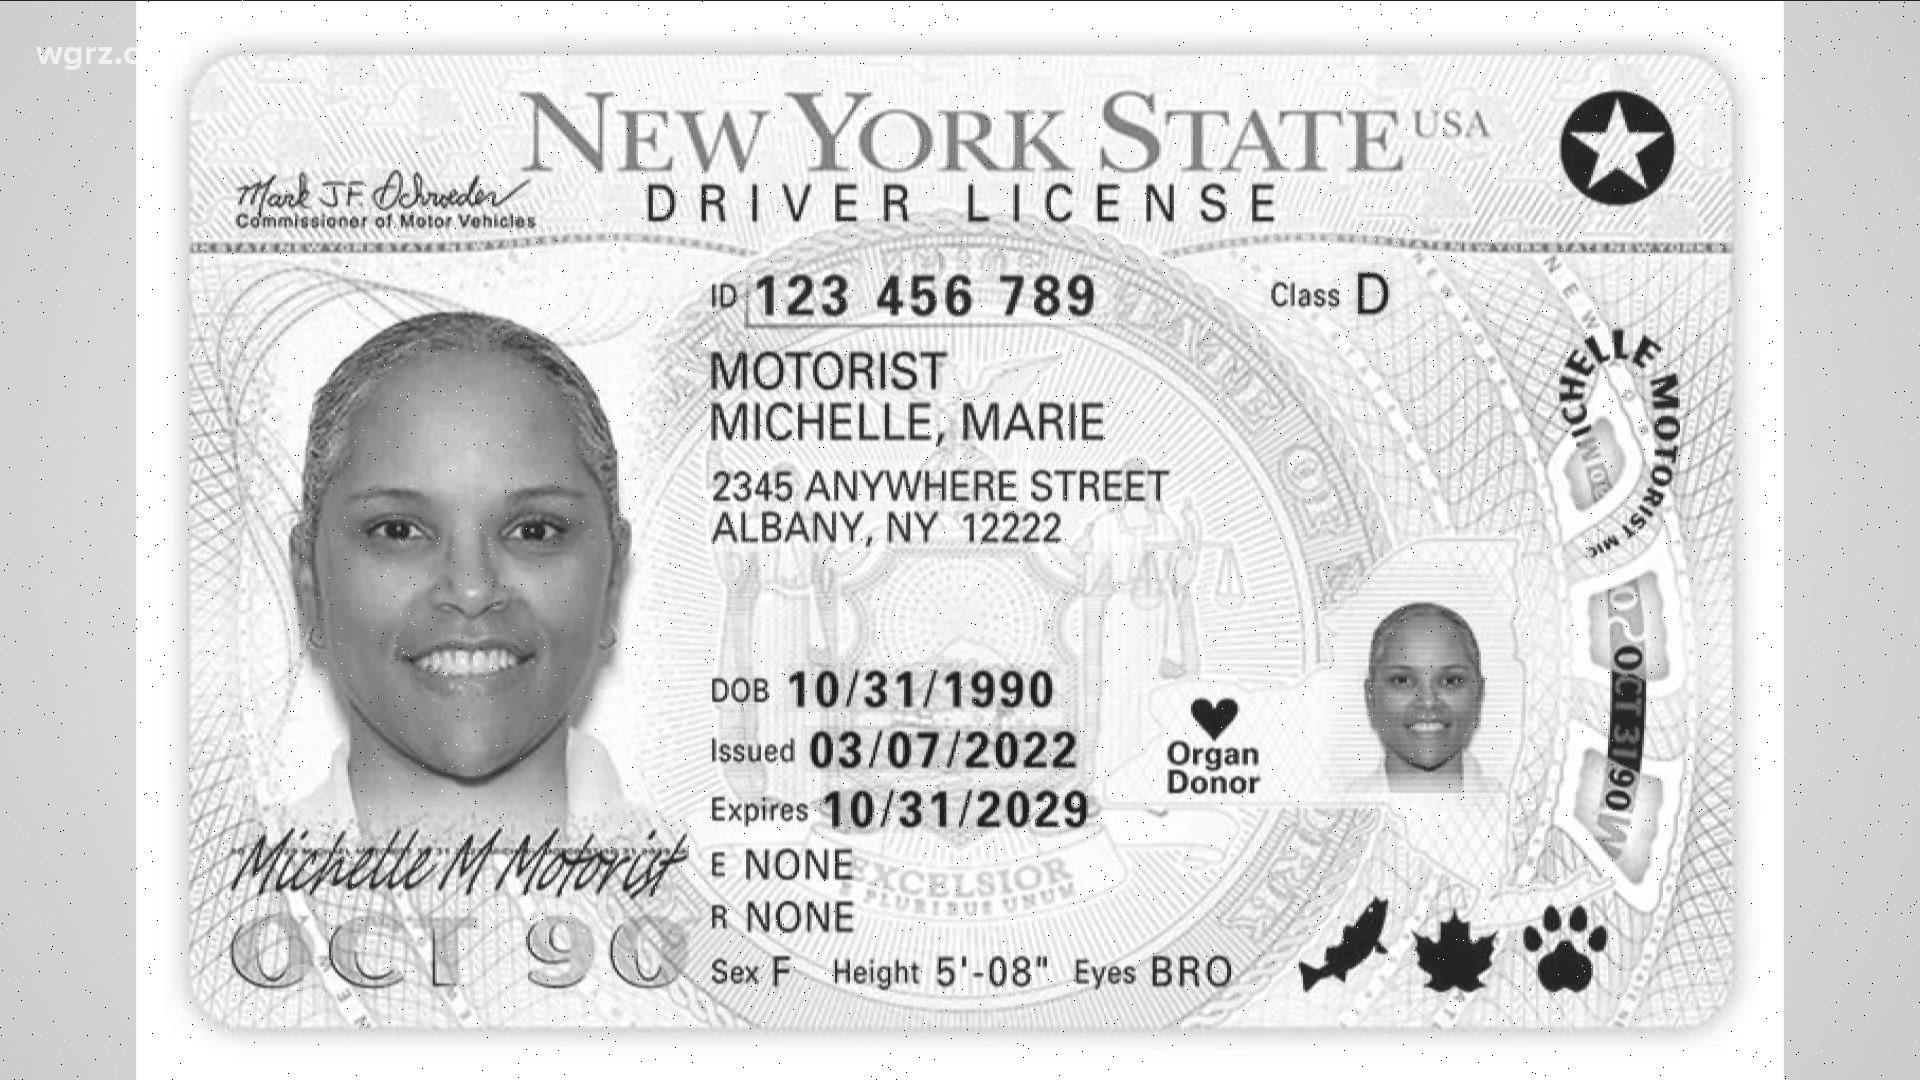 wgrz.c
NEW YORK STATE USA
DRIVER LICENSE
Mark JF Schroeder
Commissioner of Motor Vehicles
ID 123 456 789
Class D
MOTORIST
MICHELLE, MARIE
2345 ANYWHERE STREET
ALBANY, NY 12222
DOB 10/31/1990
Issued 03/07/2022
Expires 10/31/2029
E NONE
R NONE
Sex F Height 5'-08" Eyes BRO
Organ
Donor
Michelle M Motorist
OCT 90
MICHELLE MOTORIST MIC
OCT 31 90
EXCELSIOR
E PLURIBUS UNUM